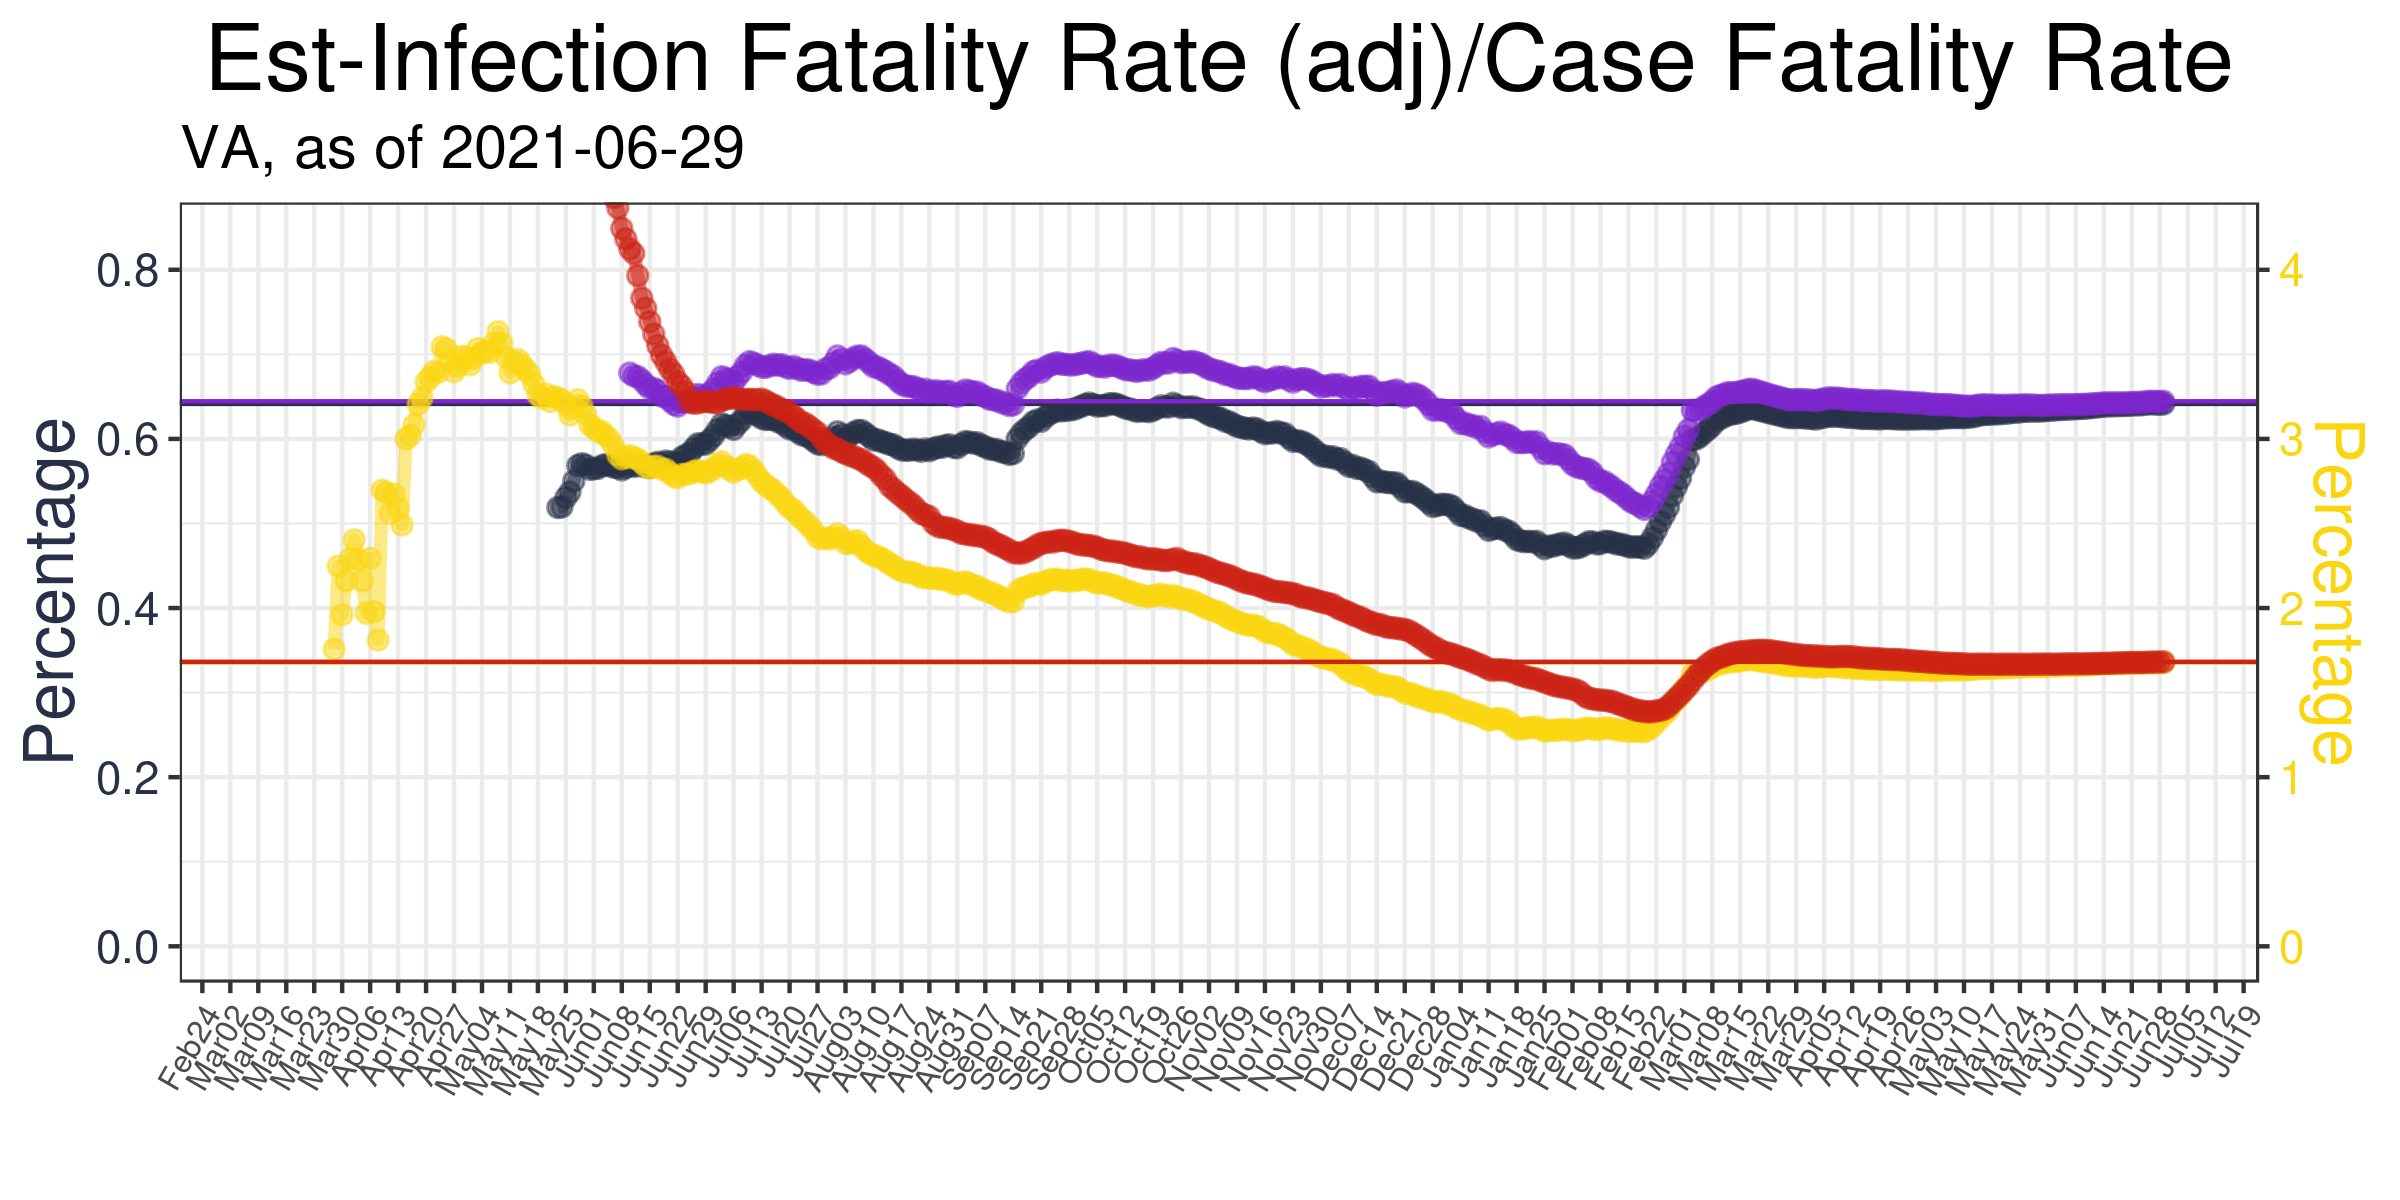 Est-Infection Fatality Rate (adj)/Case Fatality Rate
VA, as of 2021-06-29
Percentage
0.8
0.6
0.4
0.2
0.0
4
3
2
1
0
Percentage
Feb24
Mar02
Mar09
Mar16
Mar23
Mar30
Apr06
Apr13
Apr20
Apr27
May04
May11
May18
May25
Jun01
Jun08
Jun15
Jun22
Jun29
Jul06
Jul13
Jul20
Jul27
Aug03
Aug10
Aug17
Aug24
Aug31
Sep07
Sep14
Sep21
Sep28
Oct05
Oct12
Oct19
Oct26
Nov02
Nov09
Nov16
Nov23
Nov30
Dec07
Dec14
Dec21
Dec28
Jan04
Jan11
Jan18
Jan25
Feb01
Feb08
Feb15
Feb22
Mar01
Mar08
Mar15
Mar22
Mar29
Apr05
Apr12
Apr19
Apr26
May03
May10
May17
May24
May31
Jun07
Jun14
Jun21
Jun28
Jul05
Jul12
Jul19